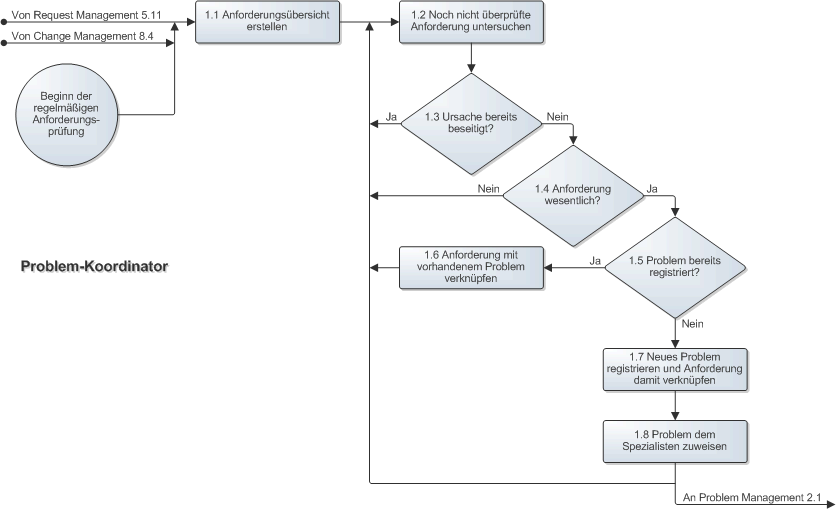 Von Request Management 5.11
Von Change Management 8.4
Beginn der
regelmäßigen
Anforderungs-
prüfung
1.1 Anforderungsübersicht
erstellen
1.2 Noch nicht überprüfte
Anforderung untersuchen
1.3 Ursache bereits
beseitigt?
Ja
Nein
1.4 Anforderung
wesentlich?
Nein
Ja
1.5 Problem bereits
registriert?
Ja
Nein
1.6 Anforderung mit
vorhandenem Problem
verknüpfen
Problem-Koordinator
1.7 Neues Problem
registrieren und Anforderung
damit verknüpfen
1.8 Problem dem
Spezialisten zuweisen
An Problem Management 2.1